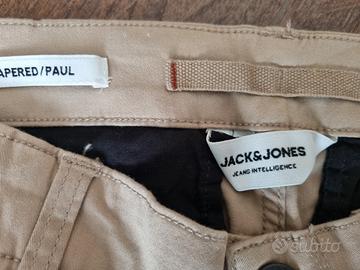 APERED/PAUL
JACK&JONES
JEANS INTELLIGENCE
subito